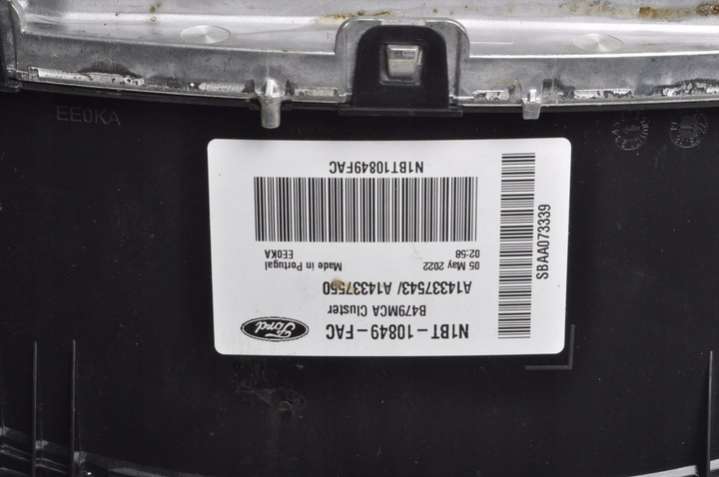 Ford
N1BT-10849-FAC
B479MCA Cluster
A14337543/ A14337550
05 May 2022 Made in Portugal
02:58 EE0KA
N1BT10849FAC
SBAA073339
EE0KA